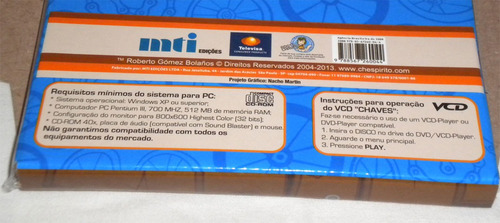 mti
EDIÇÕES
Televisa
™ Roberto Gómez Bolaños © Direitos Reservados 2004-2013. www.chespirito.com
Projeto Gráfico: Nacho Martin
Requisitos mínimos do sistema para PC:
• Sistema operacional: Windows XP ou superior;
• Computador PC Pentium III, 700 MHZ, 512 MB de memória RAM;
• Configuração do monitor para 800x600 Highest Color [32 bits];
• CD-ROM 40x, placa de áudio [compatível com Sound Blaster] e mouse.
Não garantimos compatibilidade com todos os
equipamentos do mercado.
disc
CD-ROM
Instruções para operação
do VCD "CHAVES":
Faz-se necessário o uso de um VCD-Player ou
DVD-Player compatível.
1. Insira o DISCO no drive do DVD/VCD-Player.
2. Aguarde o menu principal.
3. Pressione PLAY.
VCD